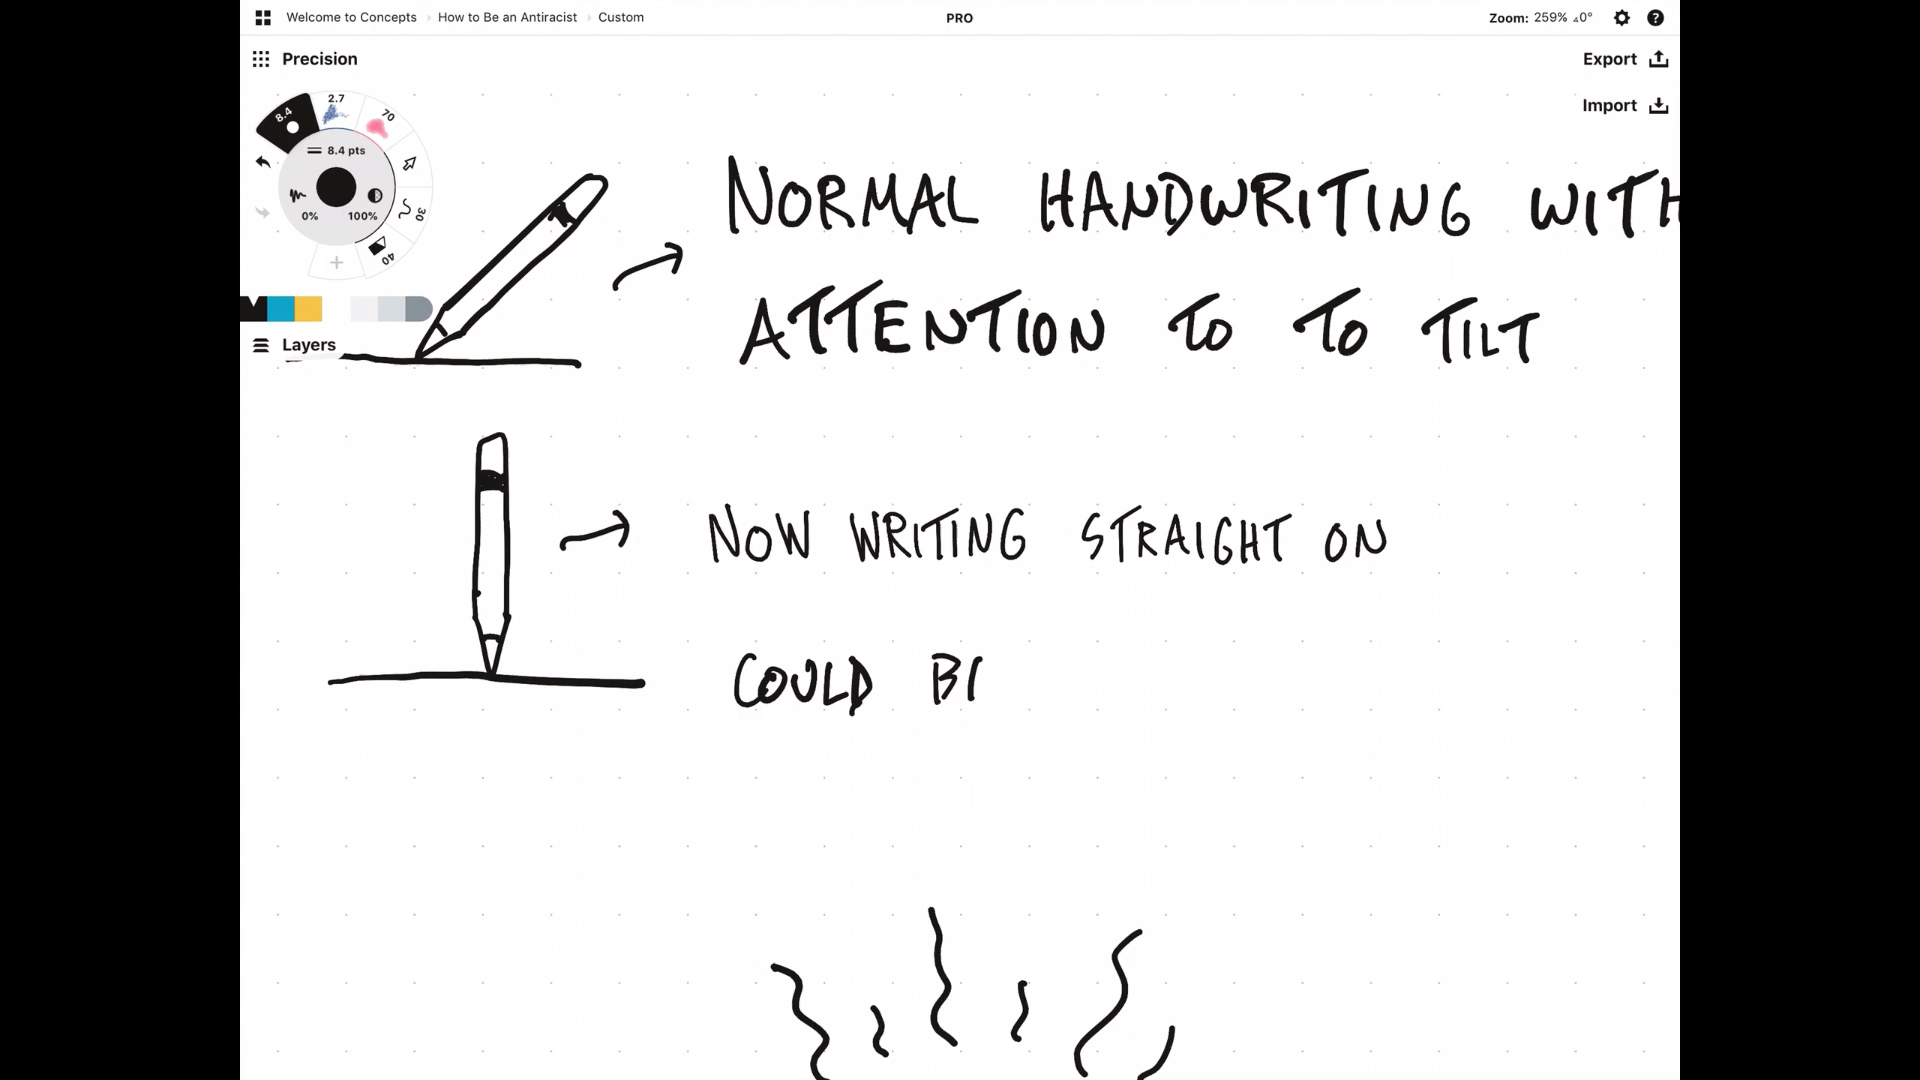 Welcome to Concepts How to Be an Antiracist Custom PRO Zoom: 259% ⊿0° ?
Precision Export
Import
8.4 2.7 70
8.4 pts
0% 100% 30
40
Layers
NORMAL HANDWRITING WITH
ATTENTION TO TO TILT
NOW WRITING STRAIGHT ON
COULD B